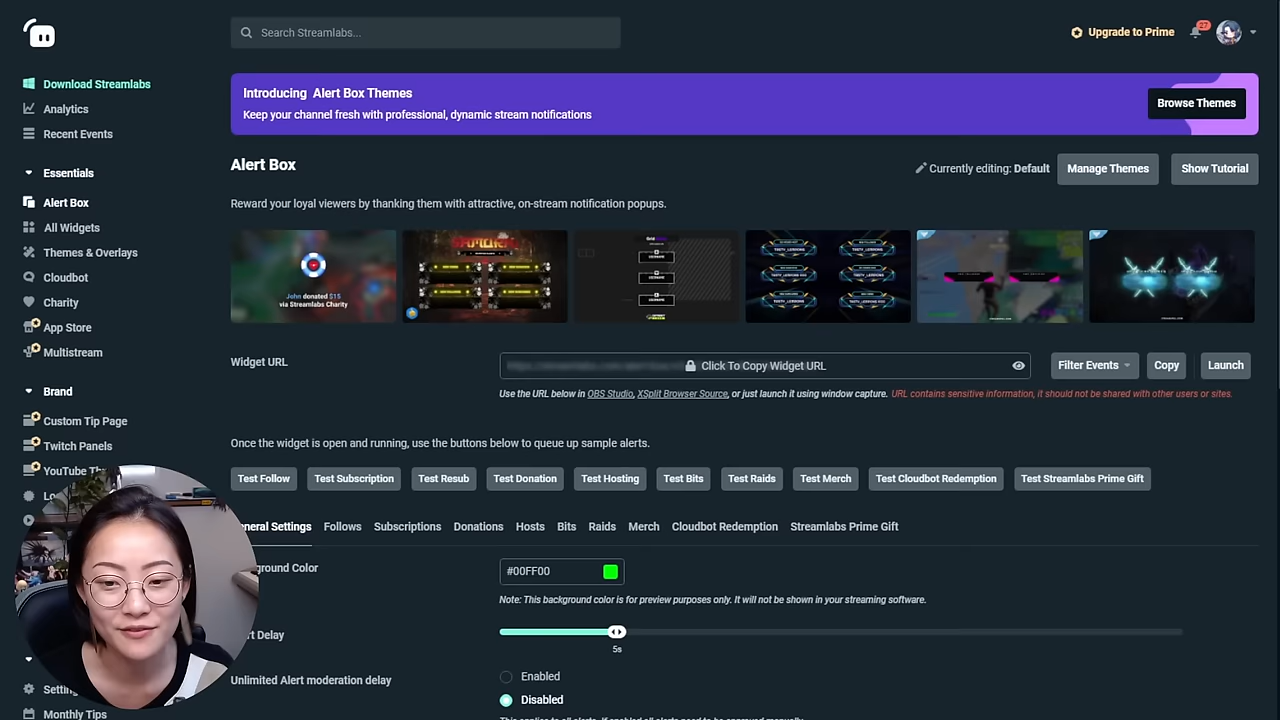 Search Streamlabs...
Upgrade to Prime
27
Download Streamlabs
Analytics
Recent Events
Essentials
Alert Box
All Widgets
Themes & Overlays
Cloudbot
Charity
App Store
Multistream
Brand
Custom Tip Page
Twitch Panels
YouTube
Monthly Tips
Introducing Alert Box Themes
Keep your channel fresh with professional, dynamic stream notifications
Browse Themes
Alert Box
Currently editing: Default
Manage Themes
Show Tutorial
Reward your loyal viewers by thanking them with attractive, on-stream notification popups.
John donated $15
via Streamlabs Charity
Widget URL
Click To Copy Widget URL
Filter Events
Copy
Launch
Use the URL below in OBS Studio, XSplit Browser Source, or just launch it using window capture. URL contains sensitive information, it should not be shared with other users or sites.
Once the widget is open and running, use the buttons below to queue up sample alerts.
Test Follow
Test Subscription
Test Resub
Test Donation
Test Hosting
Test Bits
Test Raids
Test Merch
Test Cloudbot Redemption
Test Streamlabs Prime Gift
Settings
Follows
Subscriptions
Donations
Hosts
Bits
Raids
Merch
Cloudbot Redemption
Streamlabs Prime Gift
Color
#00FF00
Note: This background color is for preview purposes only. It will not be shown in your streaming software.
Delay
5s
Unlimited Alert moderation delay
Enabled
Disabled